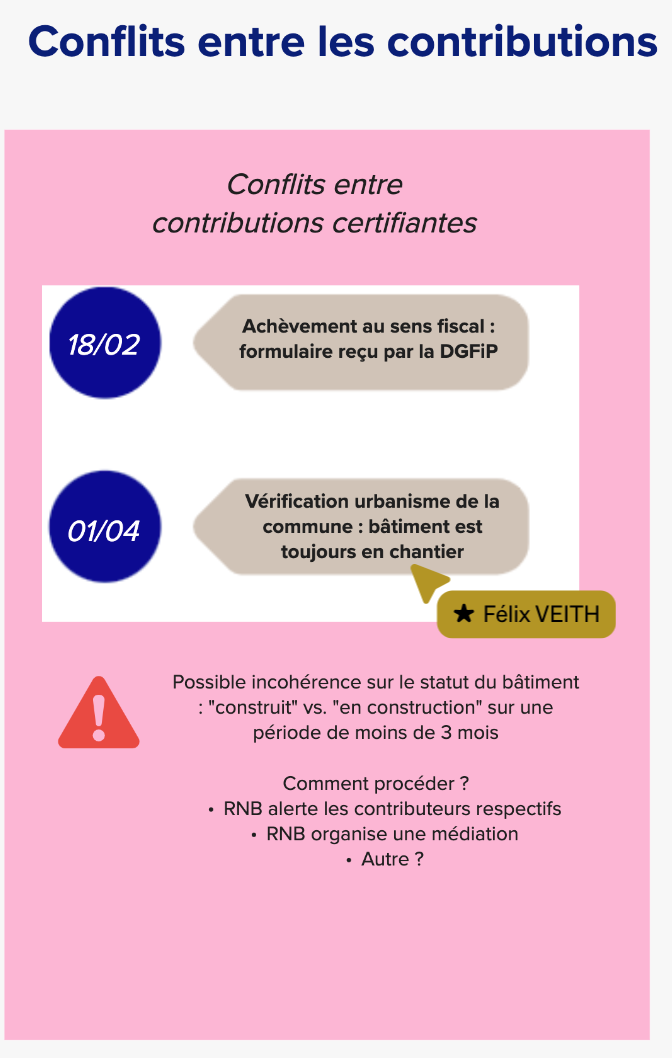 Conflits entre les contributions
Conflits entre
contributions certifiantes
18/02
Achèvement au sens fiscal :
formulaire reçu par la DGFiP
01/04
Vérification urbanisme de la
commune : bâtiment est
toujours en chantier
★ Félix VEITH
Possible incohérence sur le statut du bâtiment
: "construit" vs. "en construction" sur une
période de moins de 3 mois
Comment procéder ?
• RNB alerte les contributeurs respectifs
• RNB organise une médiation
• Autre ?